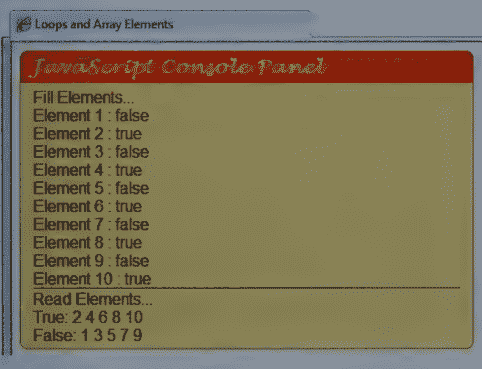 Loops and Array Elements
JavaScript Console Panel
Fill Elements...
Element 1 : false
Element 2 : true
Element 3 : false
Element 4 : true
Element 5 : false
Element 6 : true
Element 7 : false
Element 8 : true
Element 9 : false
Element 10 : true
Read Elements...
True: 2 4 6 8 10
False: 1 3 5 7 9